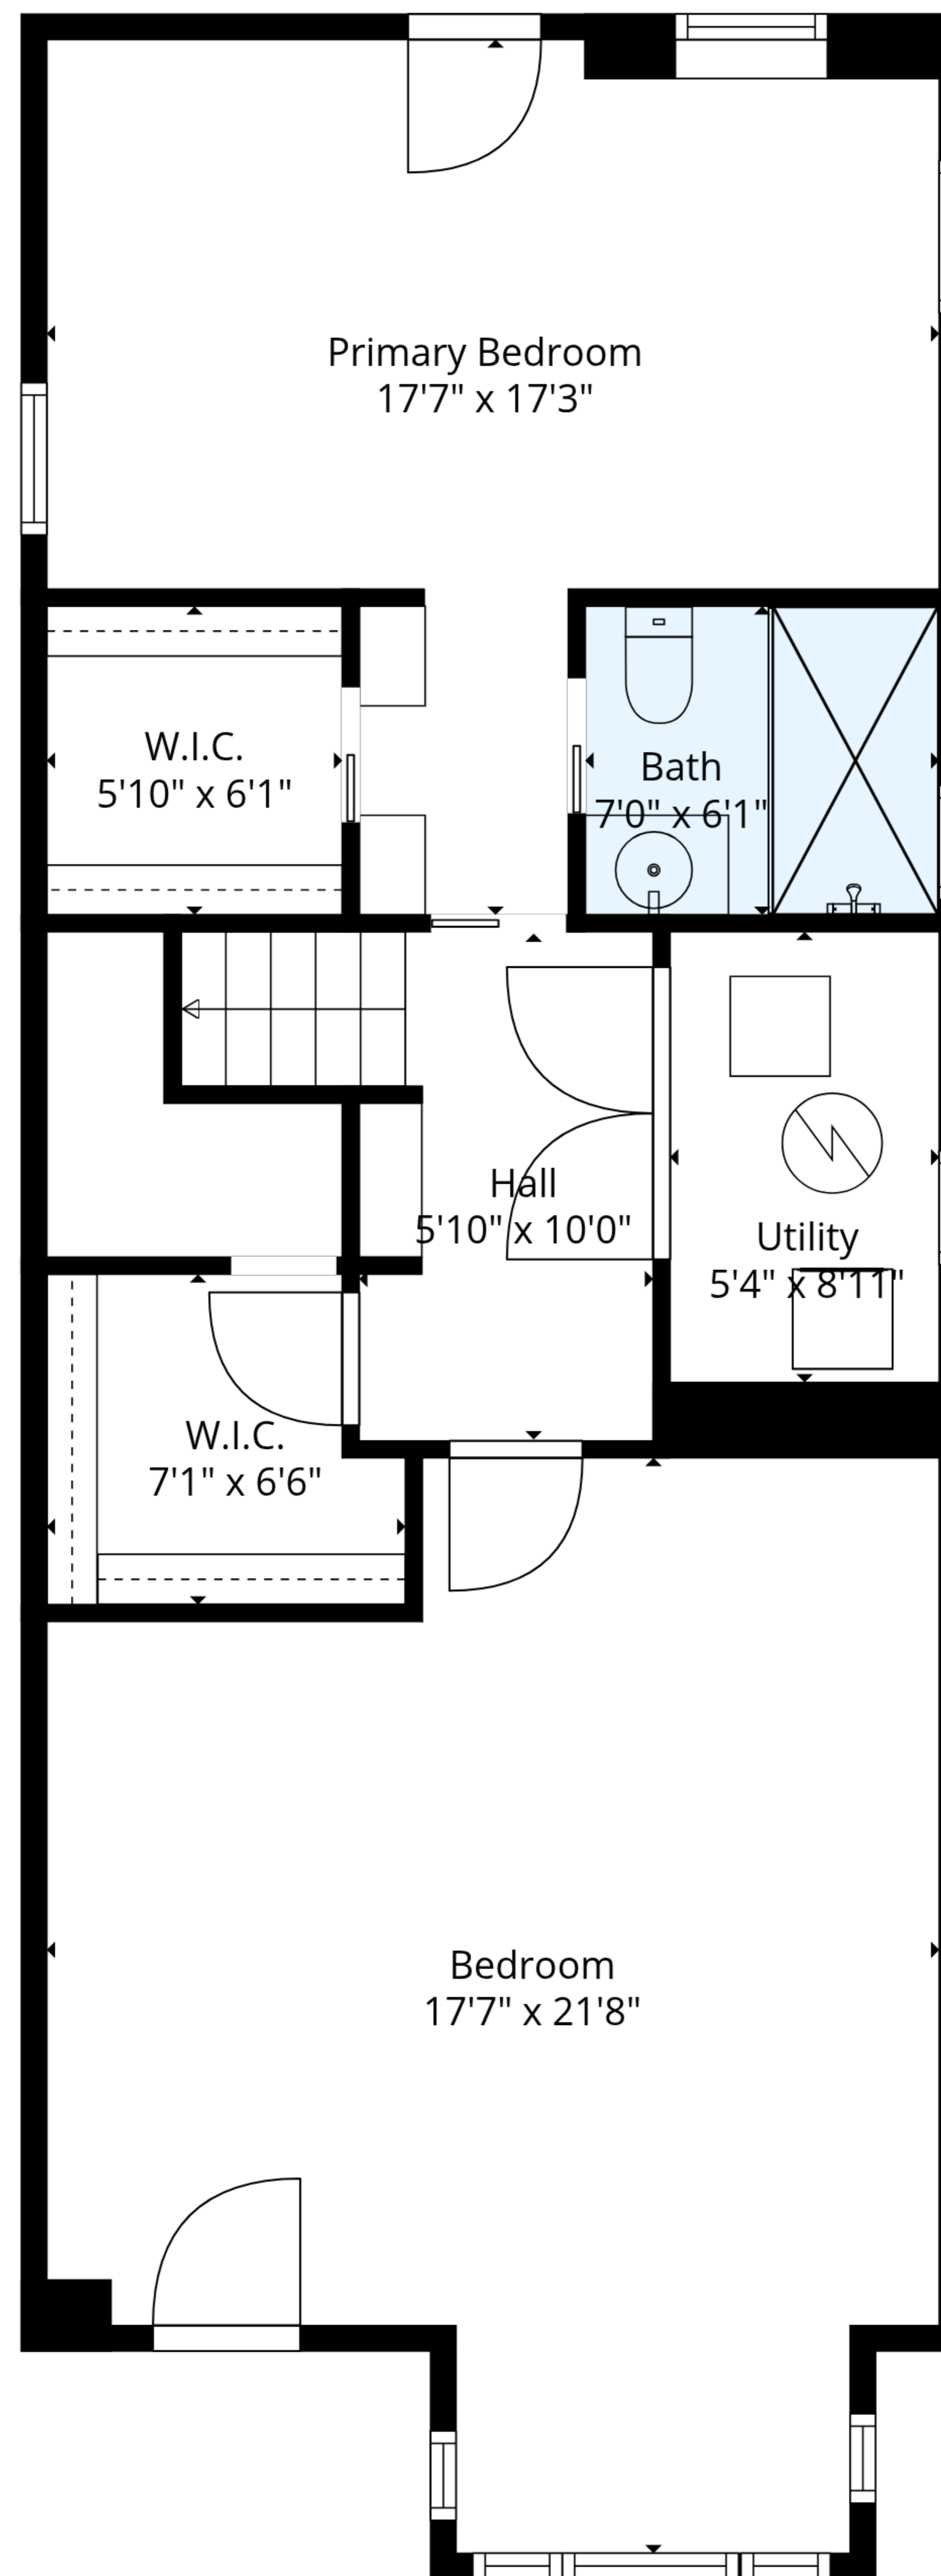 Primary Bedroom
17'7" x 17'3"
W.I.C.
5'10" x 6'1"
Bath
7'0" x 6'1"
Hall
5'10" x 10'0"
Utility
5'4" x 8'11"
W.I.C.
7'1" x 6'6"
Bedroom
17'7" x 21'8"